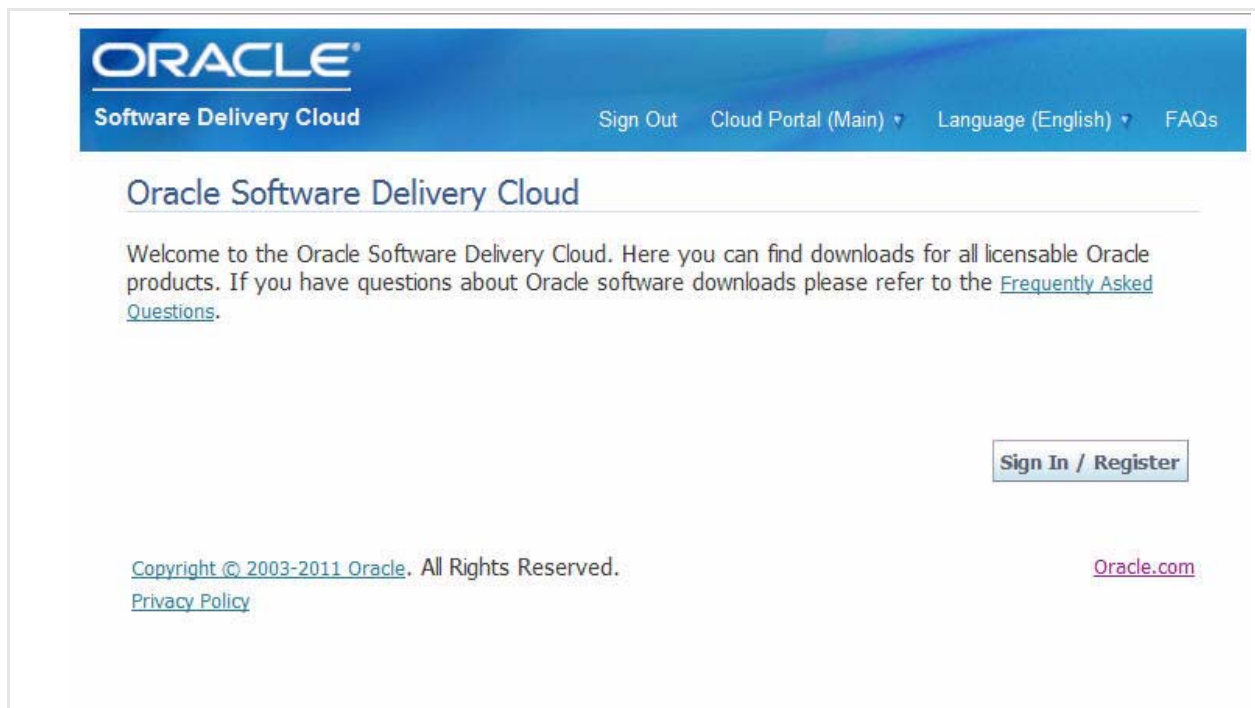 ORACLE®
Software Delivery Cloud
Sign Out Cloud Portal (Main) Language (English) FAQs
Oracle Software Delivery Cloud
Welcome to the Oracle Software Delivery Cloud. Here you can find downloads for all licensable Oracle
products. If you have questions about Oracle software downloads please refer to the Frequently Asked
Questions.
Sign In / Register
Copyright © 2003-2011 Oracle. All Rights Reserved.
Oracle.com
Privacy Policy